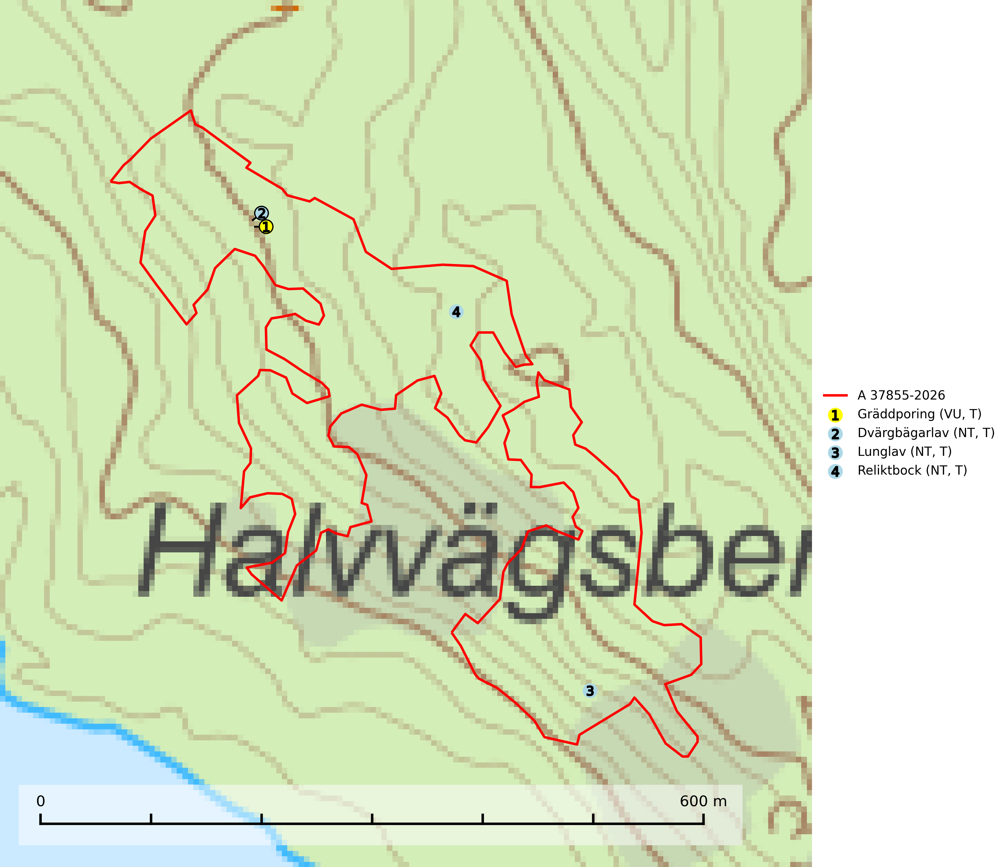 2
1
4
Halvägsber
3
0 600 m
A 37855-2026
1 Gräddporing (VU, T)
2 Dvärgbägarlav (NT, T)
3 Lunglav (NT, T)
4 Reliktbock (NT, T)